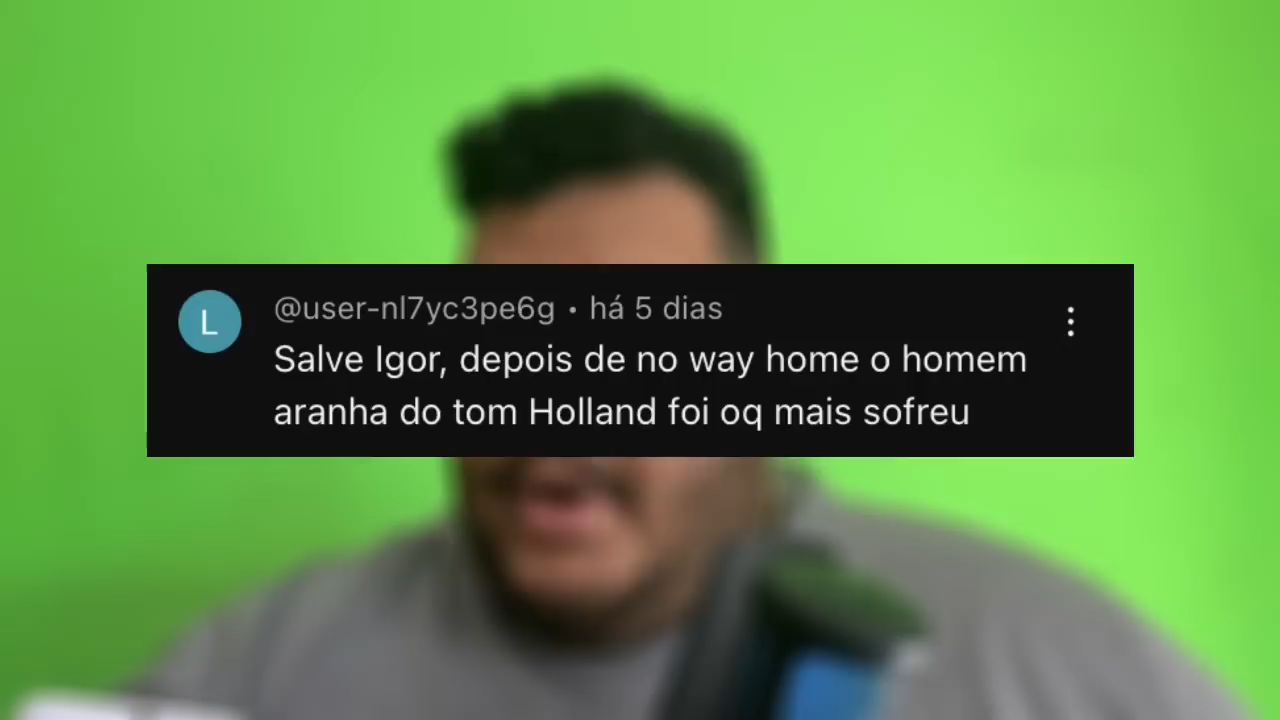 L
@user-nl7yc3pe6g • há 5 dias
Salve Igor, depois de no way home o homem
aranha do tom Holland foi oq mais sofreu